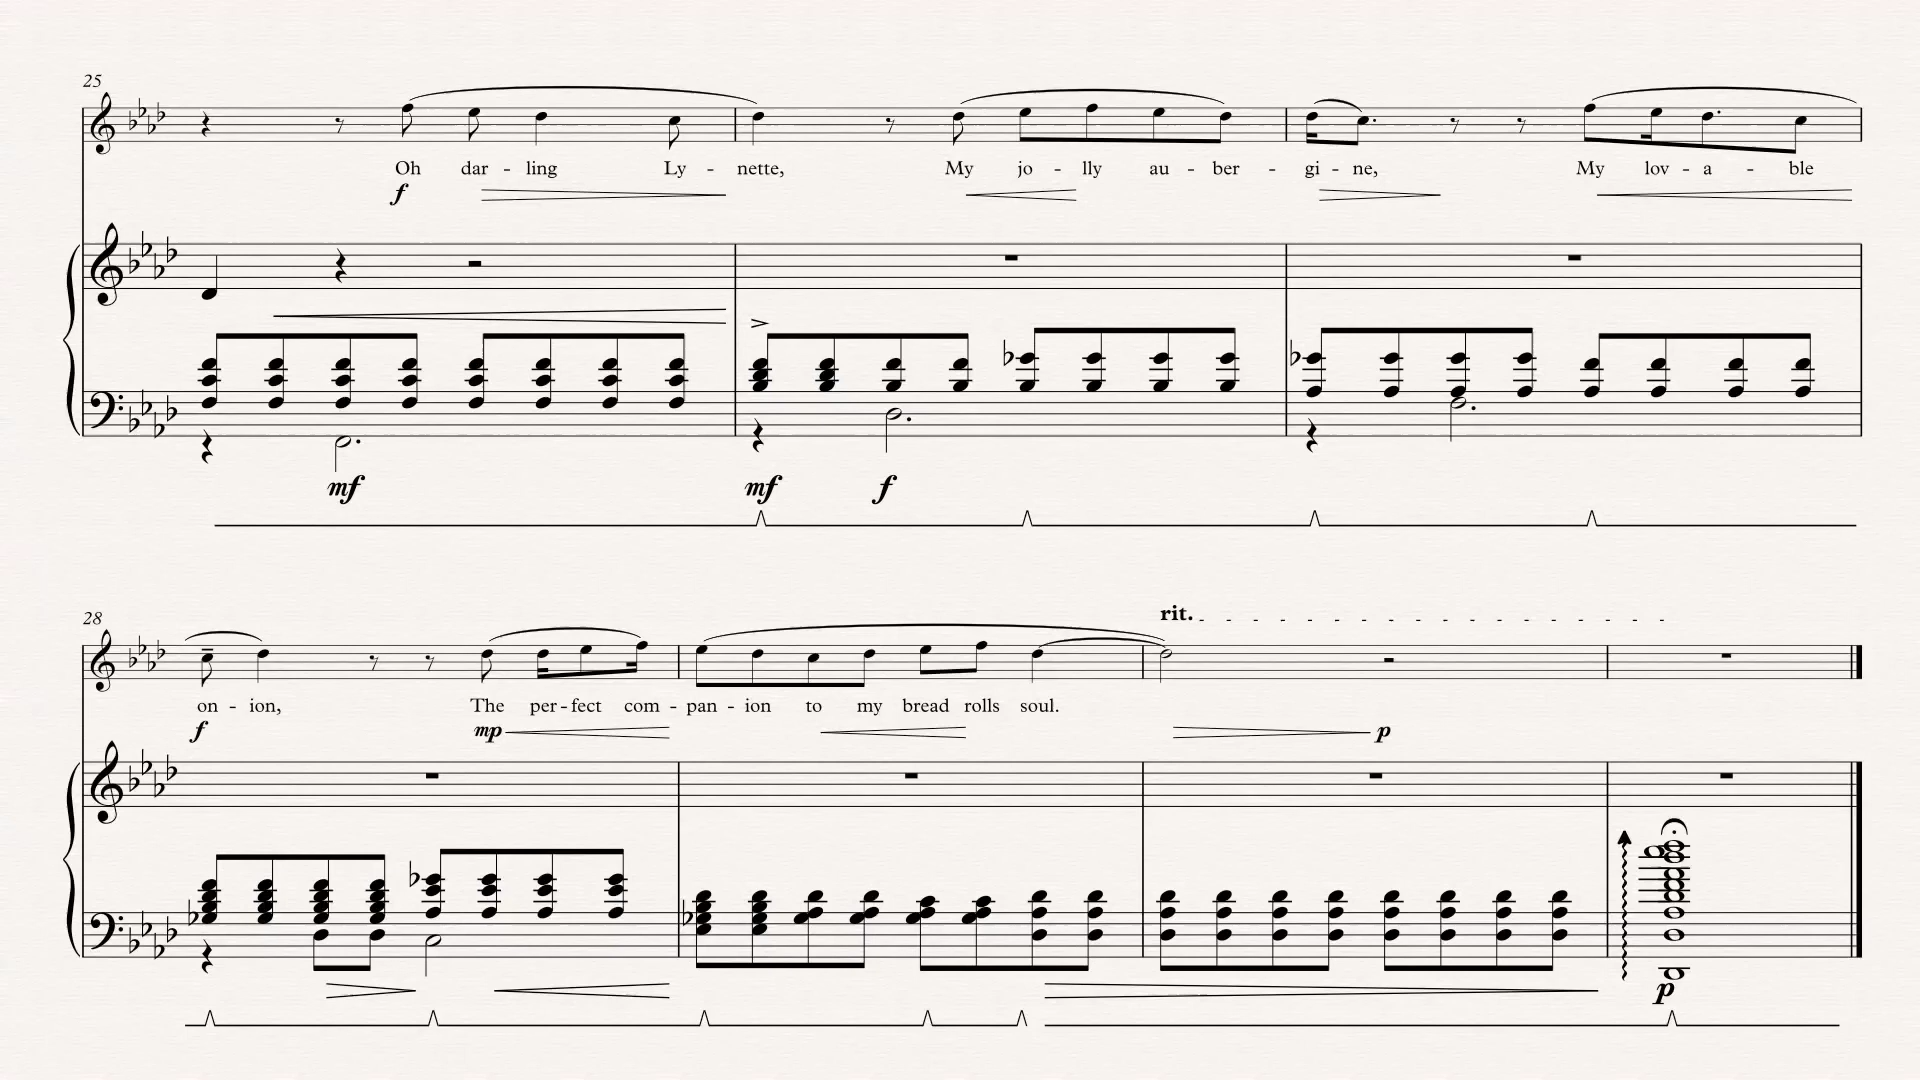 25
Oh dar - ling Ly - nette, My jo - lly au - ber - gi - ne, My lov - a - ble
f
mf mf f
28
rit.
on - ion, The per - fect com - pan - ion to my bread rolls soul.
f mp p
p